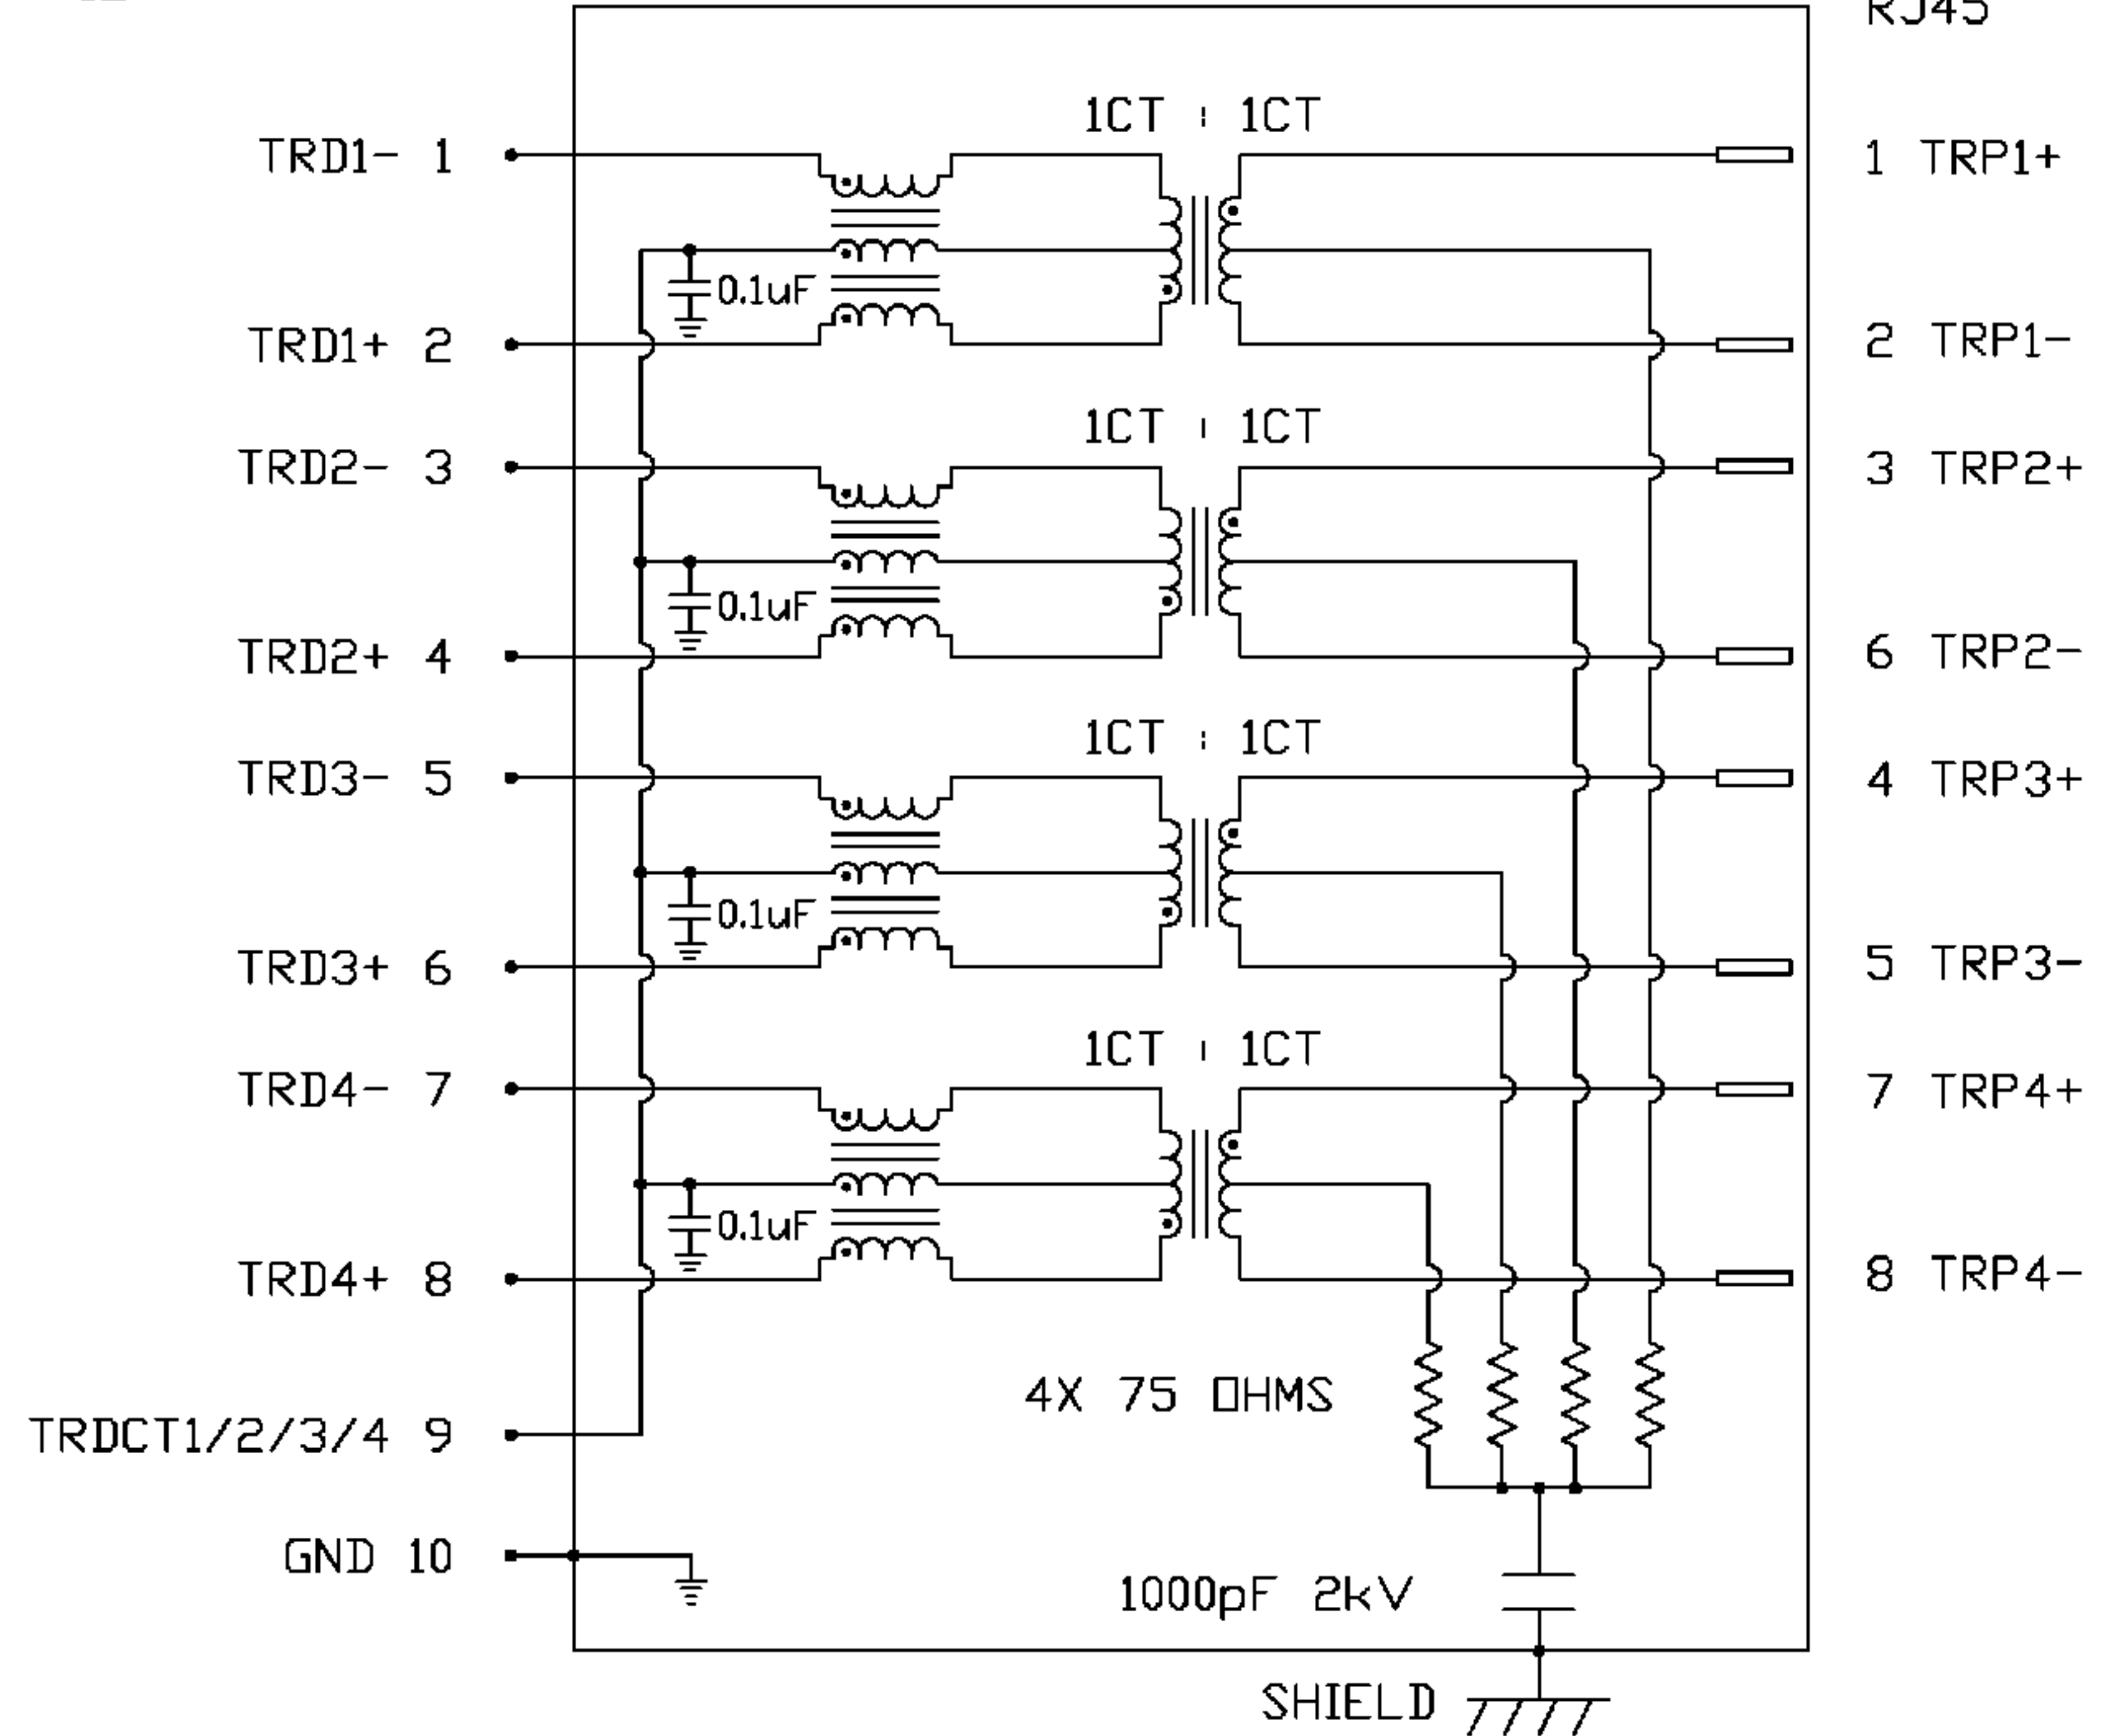 RJ45
1CT : 1CT
TRD1- 1
1 TRP1+
0.1uF
TRD1+ 2
2 TRP1-
1CT : 1CT
TRD2- 3
3 TRP2+
0.1uF
TRD2+ 4
6 TRP2-
1CT : 1CT
TRD3- 5
4 TRP3+
0.1uF
TRD3+ 6
5 TRP3-
1CT : 1CT
TRD4- 7
7 TRP4+
0.1uF
TRD4+ 8
8 TRP4-
4X 75 OHMS
TRDCT1/2/3/4 9
GND 10
1000pF 2kV
SHIELD